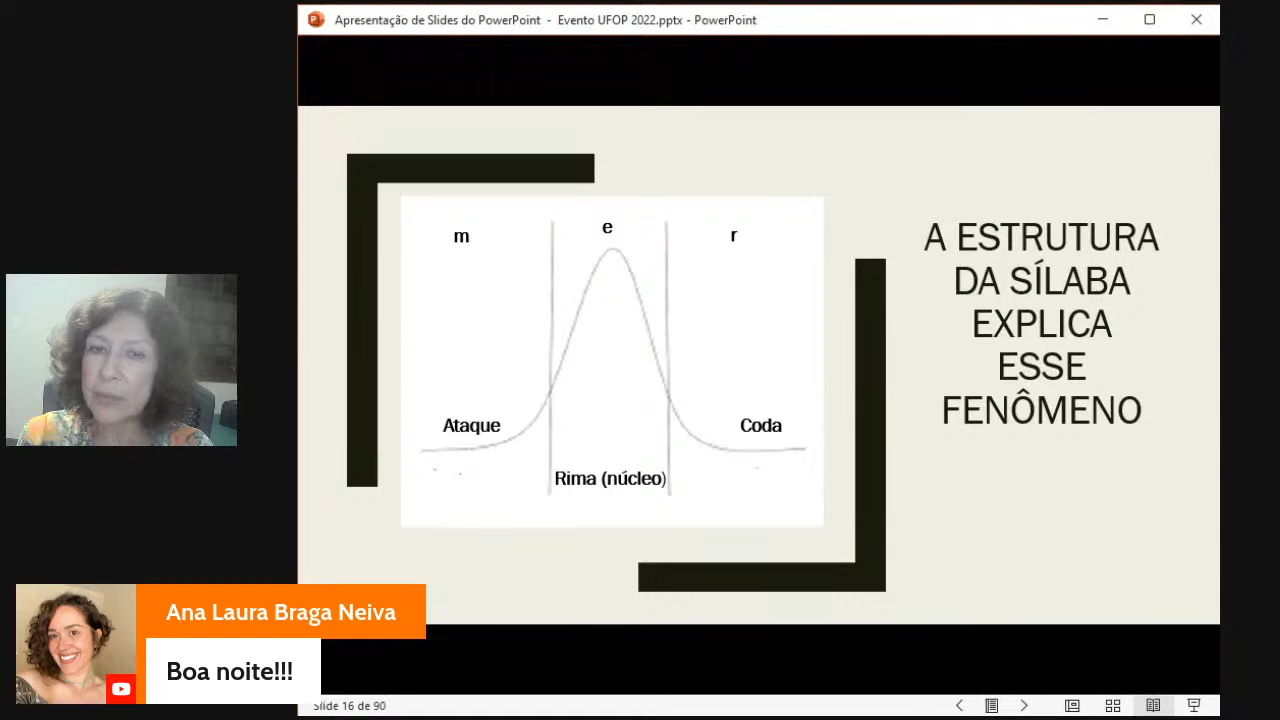 Apresentação de Slides do PowerPoint - Evento UFOP 2022.pptx - PowerPoint
m
e
r
Ataque
Coda
Rima (núcleo)
A ESTRUTURA
DA SÍLABA
EXPLICA
ESSE
FENÔMENO
Ana Laura Braga Neiva
Boa noite!!!
Slide 16 de 90